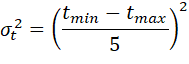 σ_t^2 = ((t_min − t_max) / 5)^2